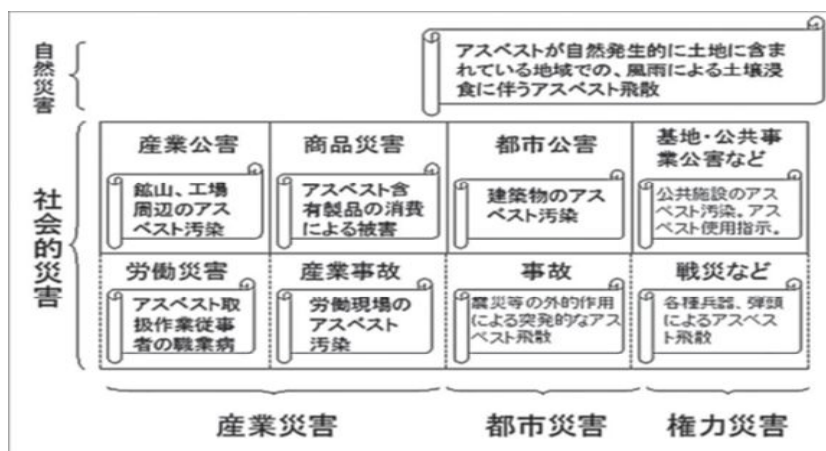 自然災害
アスベストが自然発生的に土地に含ま
れている地域での、風雨による土壌浸
食に伴うアスベスト飛散
社会的災害
産業公害
鉱山、工場
周辺のアス
ベスト汚染
商品災害
アスベスト含
有製品の消費
による被害
都市公害
建築物のアス
ベスト汚染
基地・公共事
業公害など
公共施設のアス
ベスト汚染。アス
ベスト使用指示。
労働災害
アスベスト取
扱作業従事
者の職業病
産業事故
労働現場の
アスベスト
汚染
事故
震災等の外的作用
による突発的なアス
ベスト飛散
戦災など
各種兵器、弾頭
によるアスベス
ト飛散
産業災害
都市災害
権力災害